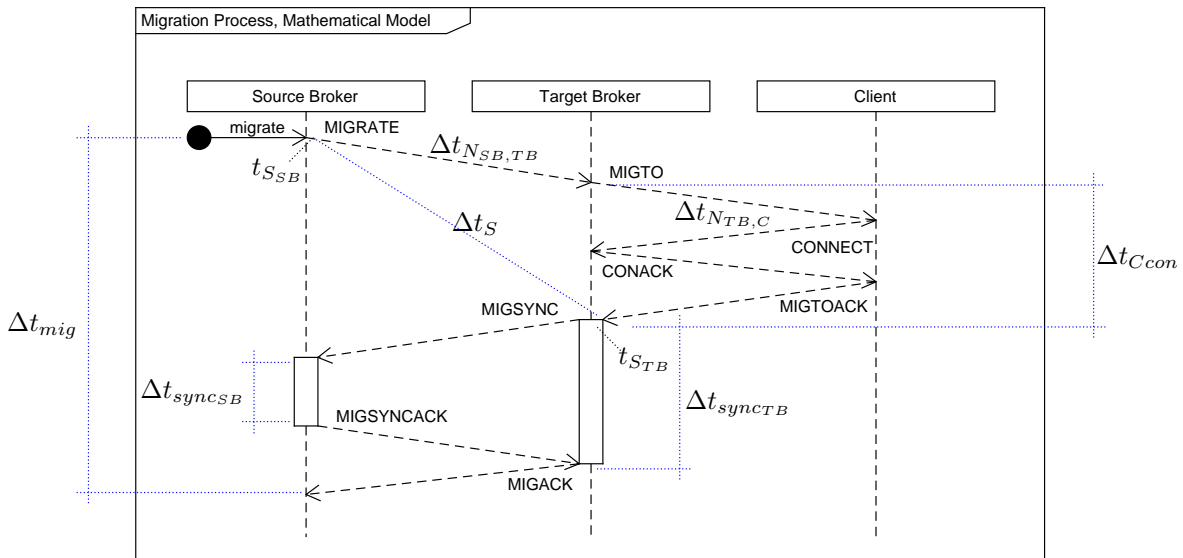 Migration Process, Mathematical Model
Source Broker
Target Broker
Client
migrate
MIGRATE
Δt_{N_{SB,TB}}
t_{S_{SB}}
MIGTO
Δt_S
Δt_{N_{TB,C}}
CONNECT
Δt_{Ccon}
CONACK
MIGSYNC
MIGTOACK
Δt_{mig}
t_{S_{TB}}
Δt_{sync_{SB}}
Δt_{sync_{TB}}
MIGSYNCACK
MIGACK